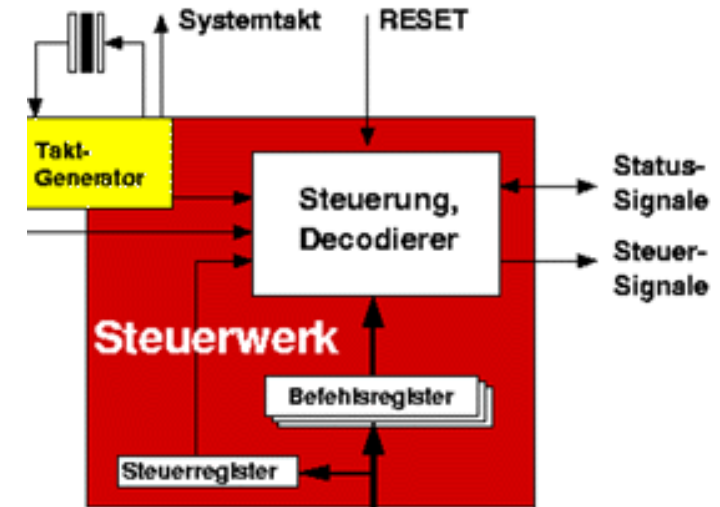 Systemtakt
RESET
Takt-
Generator
Steuerung,
Decodierer
Status-
Signale
Steuer-
Signale
Steuerwerk
Befehlsregister
Steuerregister